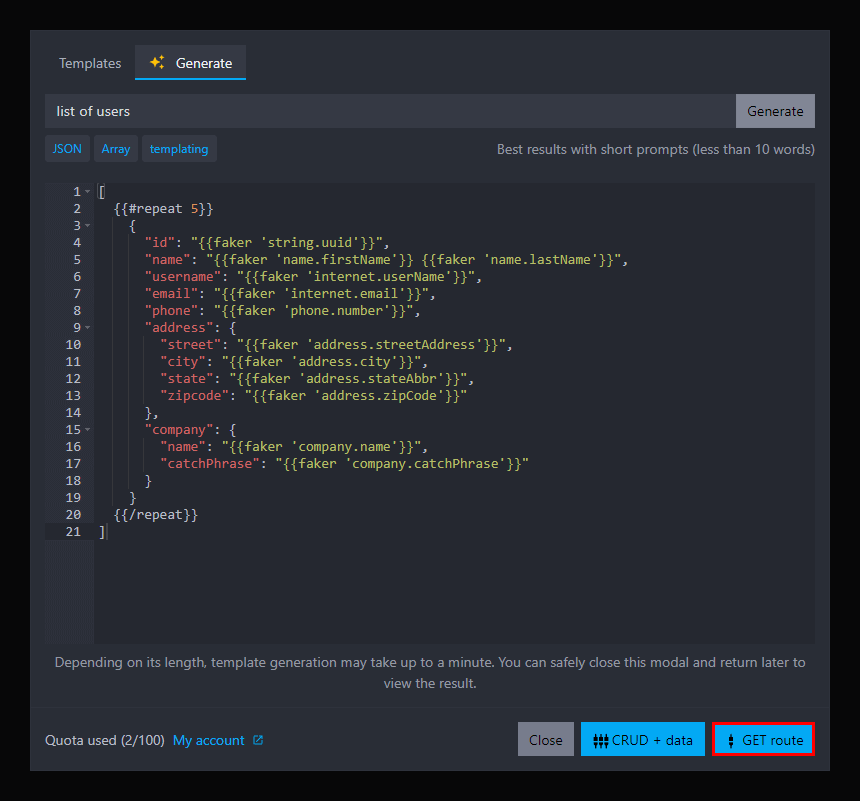 Templates Generate
list of users Generate
JSON Array templating Best results with short prompts (less than 10 words)
1 [
2 {{#repeat 5}}
3 {
4 "id": "{{faker 'string.uuid'}}",
5 "name": "{{faker 'name.firstName'}} {{faker 'name.lastName'}}",
6 "username": "{{faker 'internet.userName'}}",
7 "email": "{{faker 'internet.email'}}",
8 "phone": "{{faker 'phone.number'}}",
9 "address": {
10 "street": "{{faker 'address.streetAddress'}}",
11 "city": "{{faker 'address.city'}}",
12 "state": "{{faker 'address.stateAbbr'}}",
13 "zipcode": "{{faker 'address.zipCode'}}"
14 },
15 "company": {
16 "name": "{{faker 'company.name'}}",
17 "catchPhrase": "{{faker 'company.catchPhrase'}}"
18 }
19 }
20 {{/repeat}}
21 ]
Depending on its length, template generation may take up to a minute. You can safely close this modal and return later to
view the result.
Quota used (2/100) My account Close CRUD + data GET route